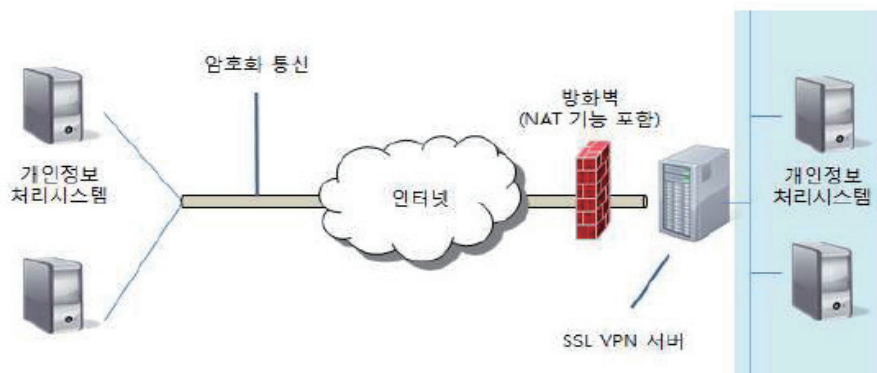 암호화 통신
방화벽
(NAT 기능 포함)
개인정보
처리시스템
인터넷
개인정보
처리시스템
SSL VPN 서버